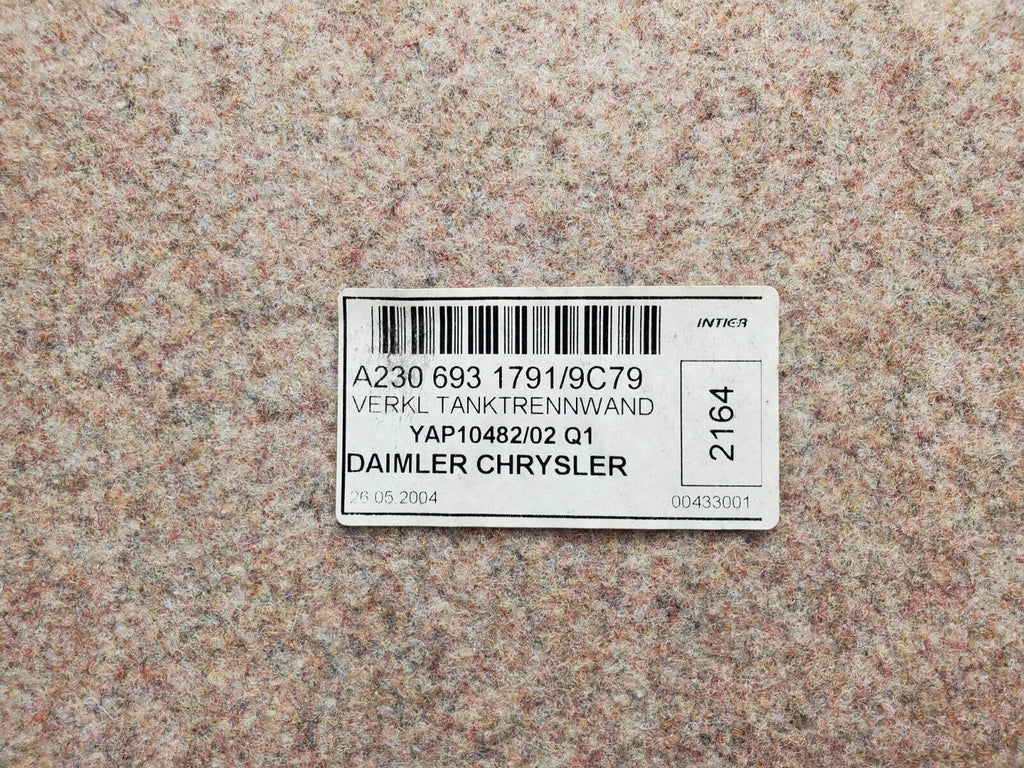 INTIER
A230 693 1791/9C79
VERKL TANKTRENNWAND
2164
YAP10482/02 Q1
DAIMLER CHRYSLER
26 05 2004
00433001